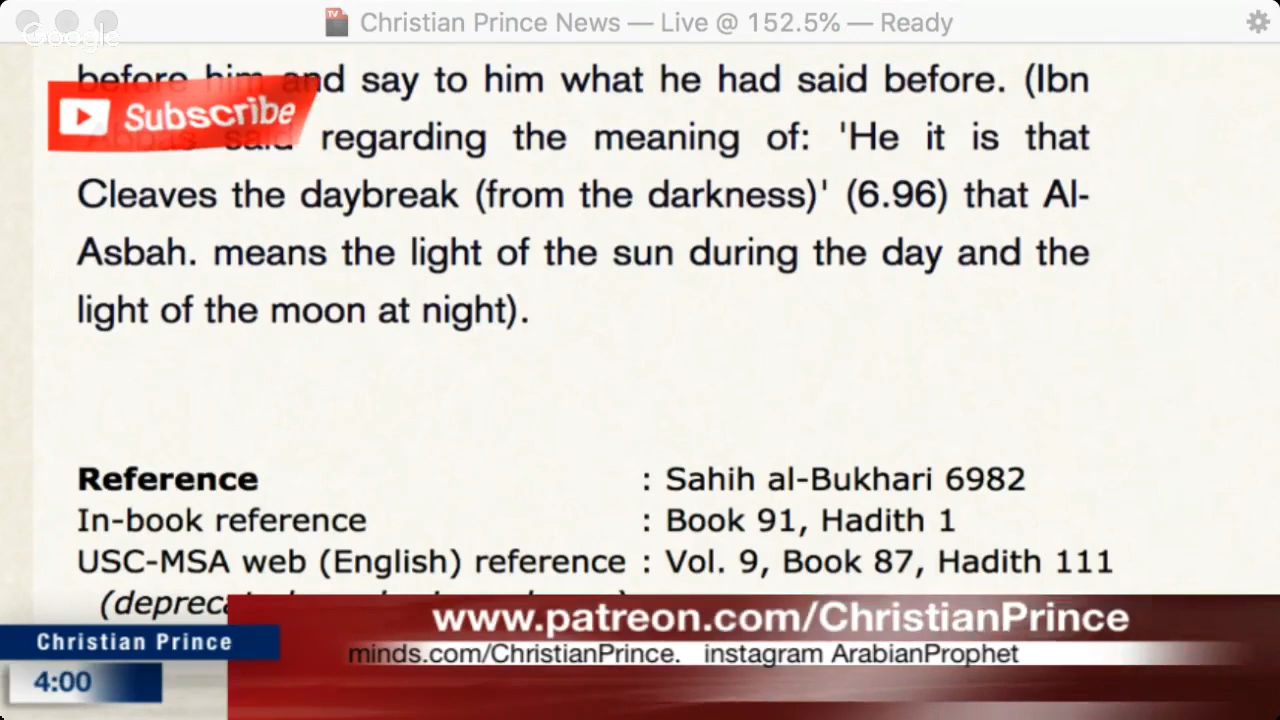 Christian Prince News — Live @ 152.5% — Ready
Google
before him and say to him what he had said before. (Ibn
Subscribe
Abbas said regarding the meaning of: 'He it is that
Cleaves the daybreak (from the darkness)' (6.96) that Al-
Asbah. means the light of the sun during the day and the
light of the moon at night).
Reference : Sahih al-Bukhari 6982
In-book reference : Book 91, Hadith 1
USC-MSA web (English) reference : Vol. 9, Book 87, Hadith 111
www.patreon.com/ChristianPrince
Christian Prince
minds.com/ChristianPrince. instagram ArabianProphet
4:00